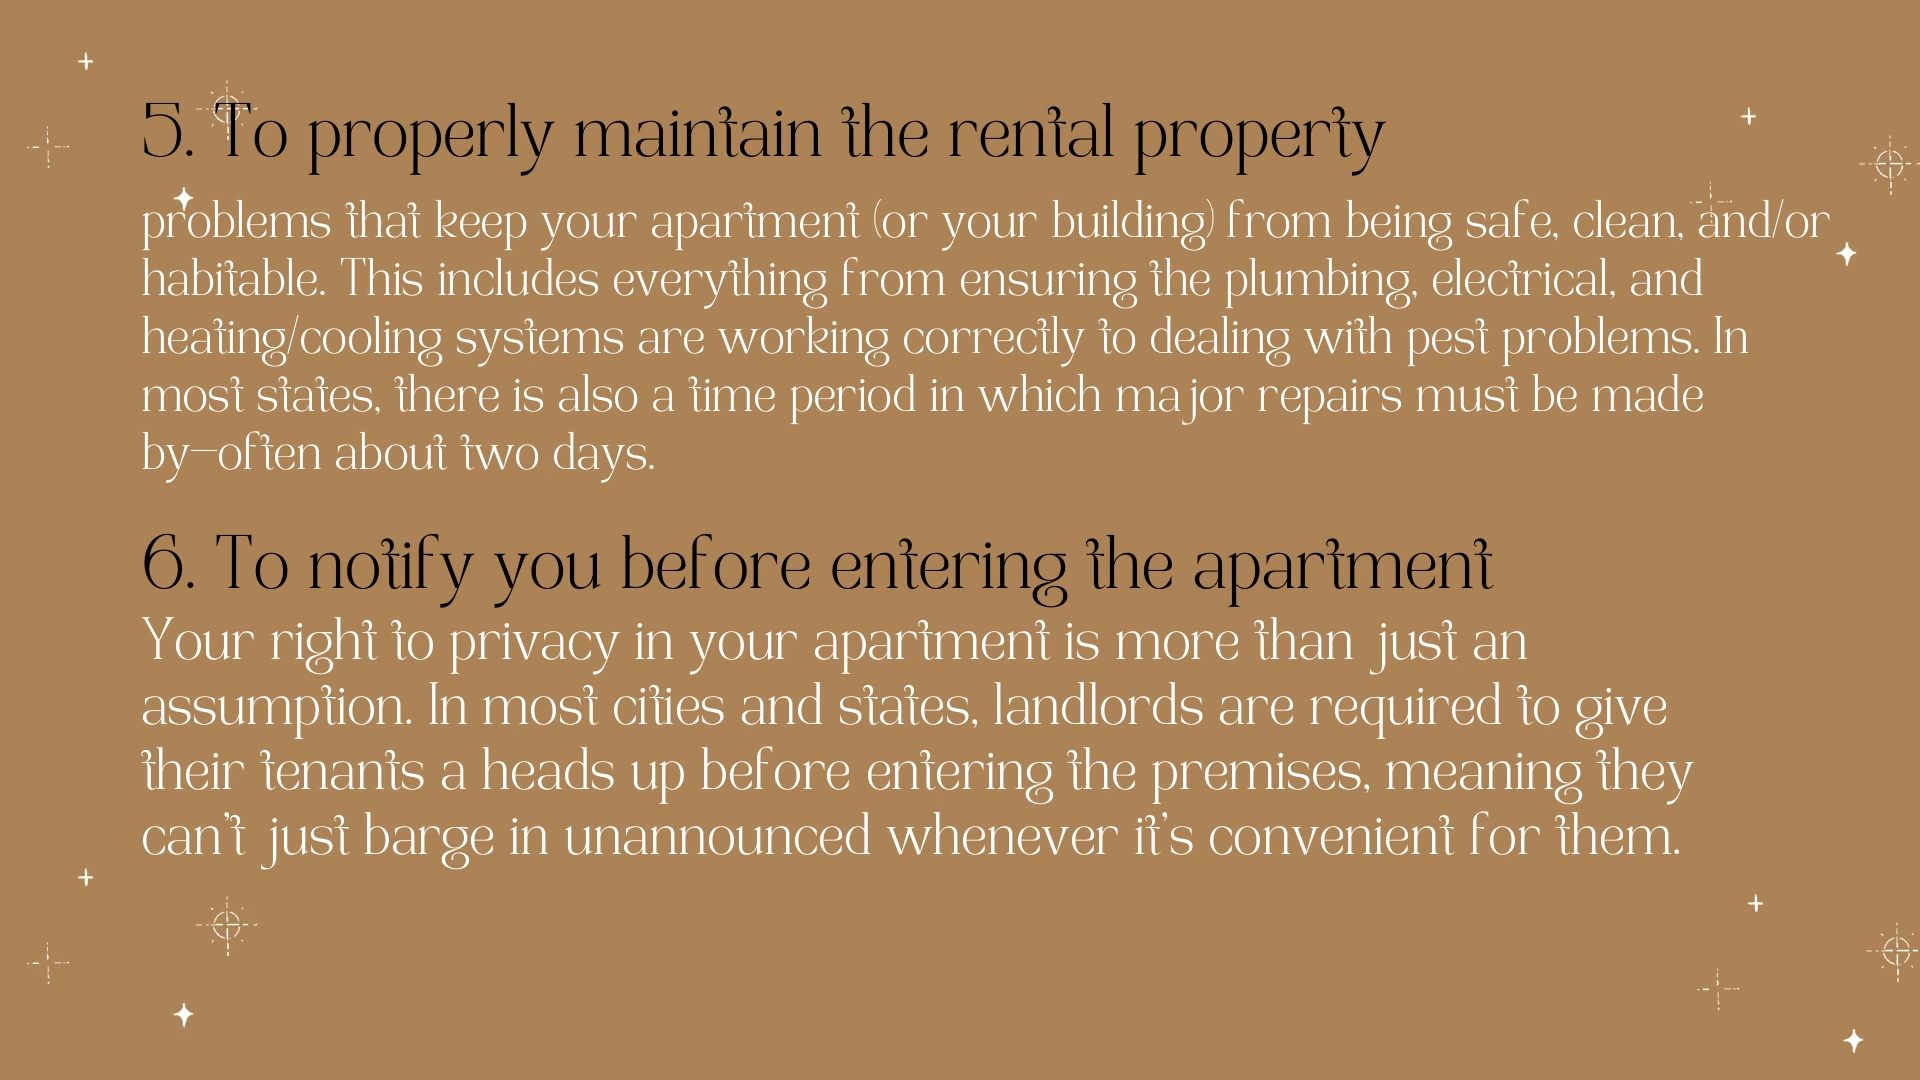 5. To properly maintain the rental property
problems that keep your apartment (or your building) from being safe, clean, and/or
habitable. This includes everything from ensuring the plumbing, electrical, and
heating/cooling systems are working correctly to dealing with pest problems. In
most states, there is also a time period in which major repairs must be made
by—often about two days.
6. To notify you before entering the apartment
Your right to privacy in your apartment is more than just an
assumption. In most cities and states, landlords are required to give
their tenants a heads up before entering the premises, meaning they
can't just barge in unannounced whenever it's convenient for them.